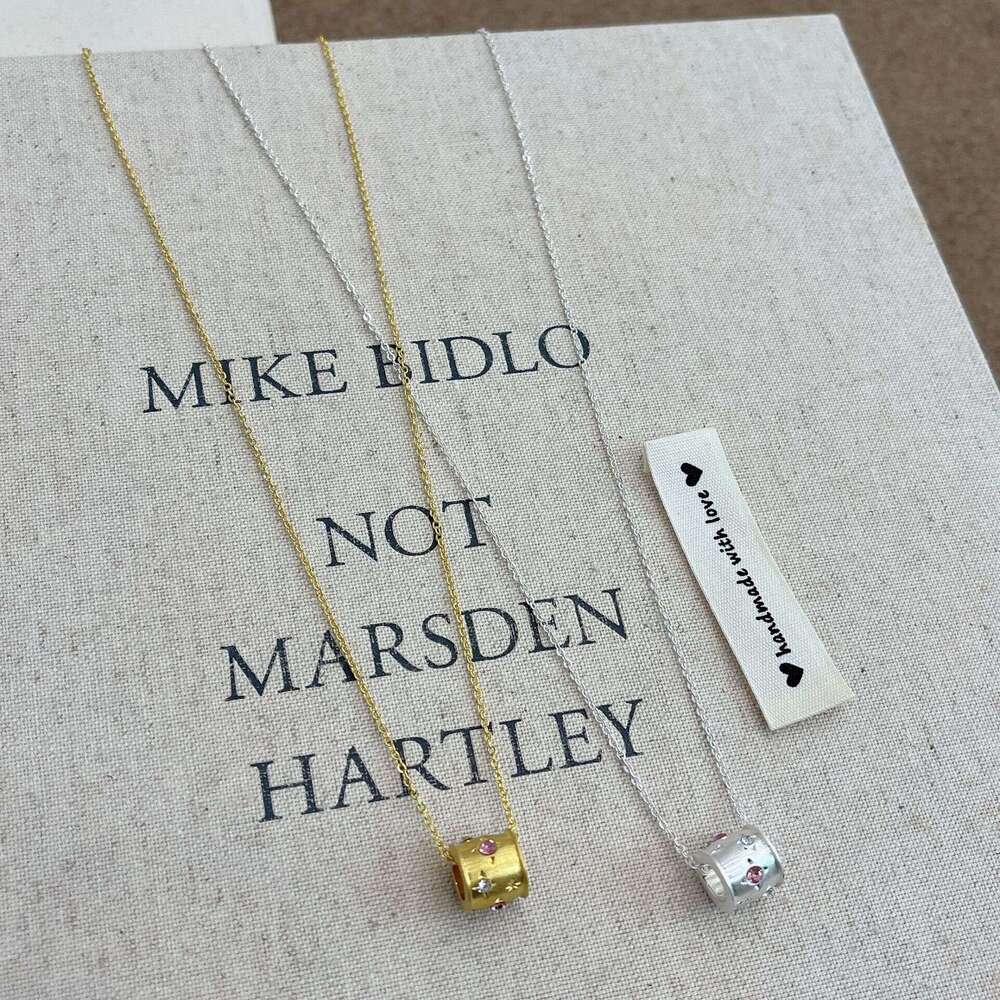 MIKE BIDLO
NOT
MARSDEN
HARTLEY
♥ handmade with love ♥